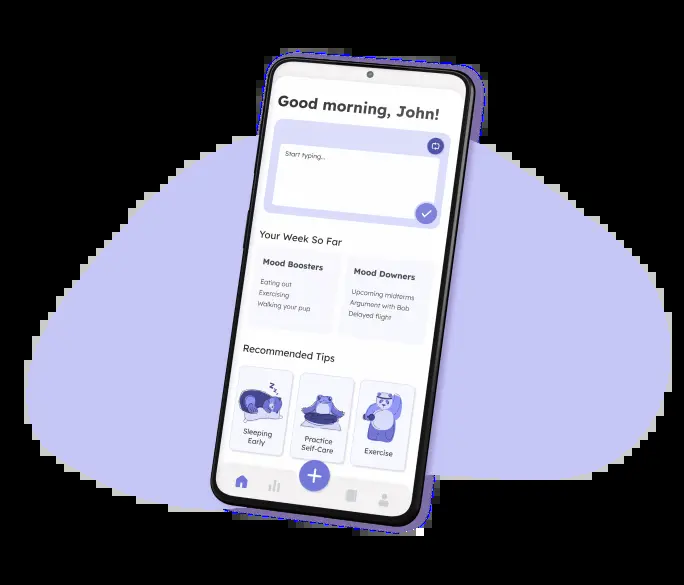 Good morning, John!
Start typing...
Your Week So Far
Mood Boosters
Eating out
Exercising
Walking your pup
Mood Downers
Upcoming midterms
Argument with Bob
Delayed flight
Recommended Tips
z z z
Sleeping
Early
Practice
Self-Care
Exercise